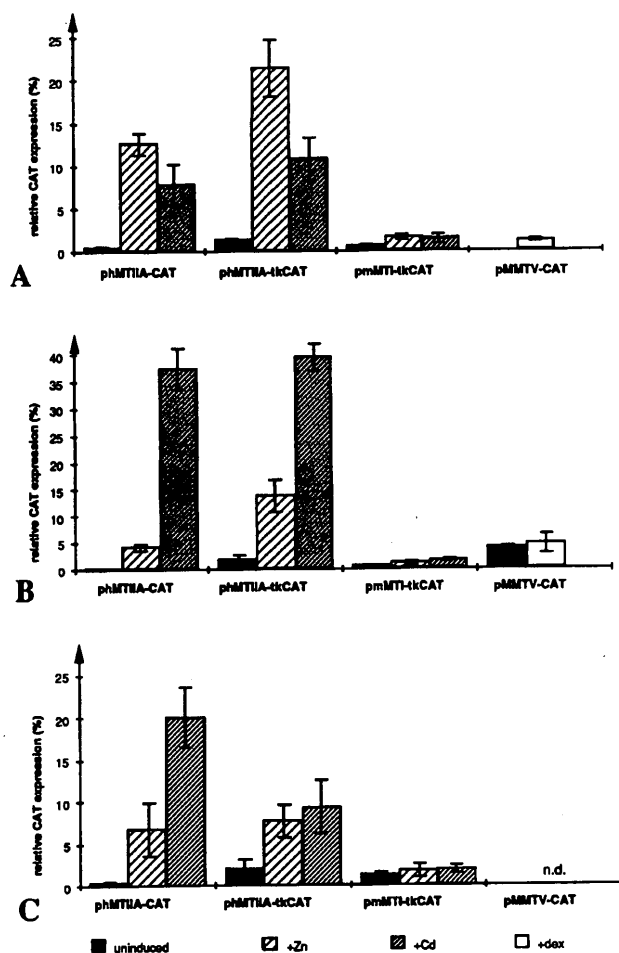 relative CAT expression (%)
25
20
15
10
5
0
phMTIIA-CAT phMTIIA-tkCAT pmMTI-tkCAT pMMTV-CAT
A
relative CAT expression (%)
40
35
30
25
20
15
10
5
0
phMTIIA-CAT phMTIIA-tkCAT pmMTI-tkCAT pMMTV-CAT
B
relative CAT expression (%)
25
20
15
10
5
0
n.d.
phMTIIA-CAT phMTIIA-tkCAT pmMTI-tkCAT pMMTV-CAT
C
uninduced +Zn +Cd +dex